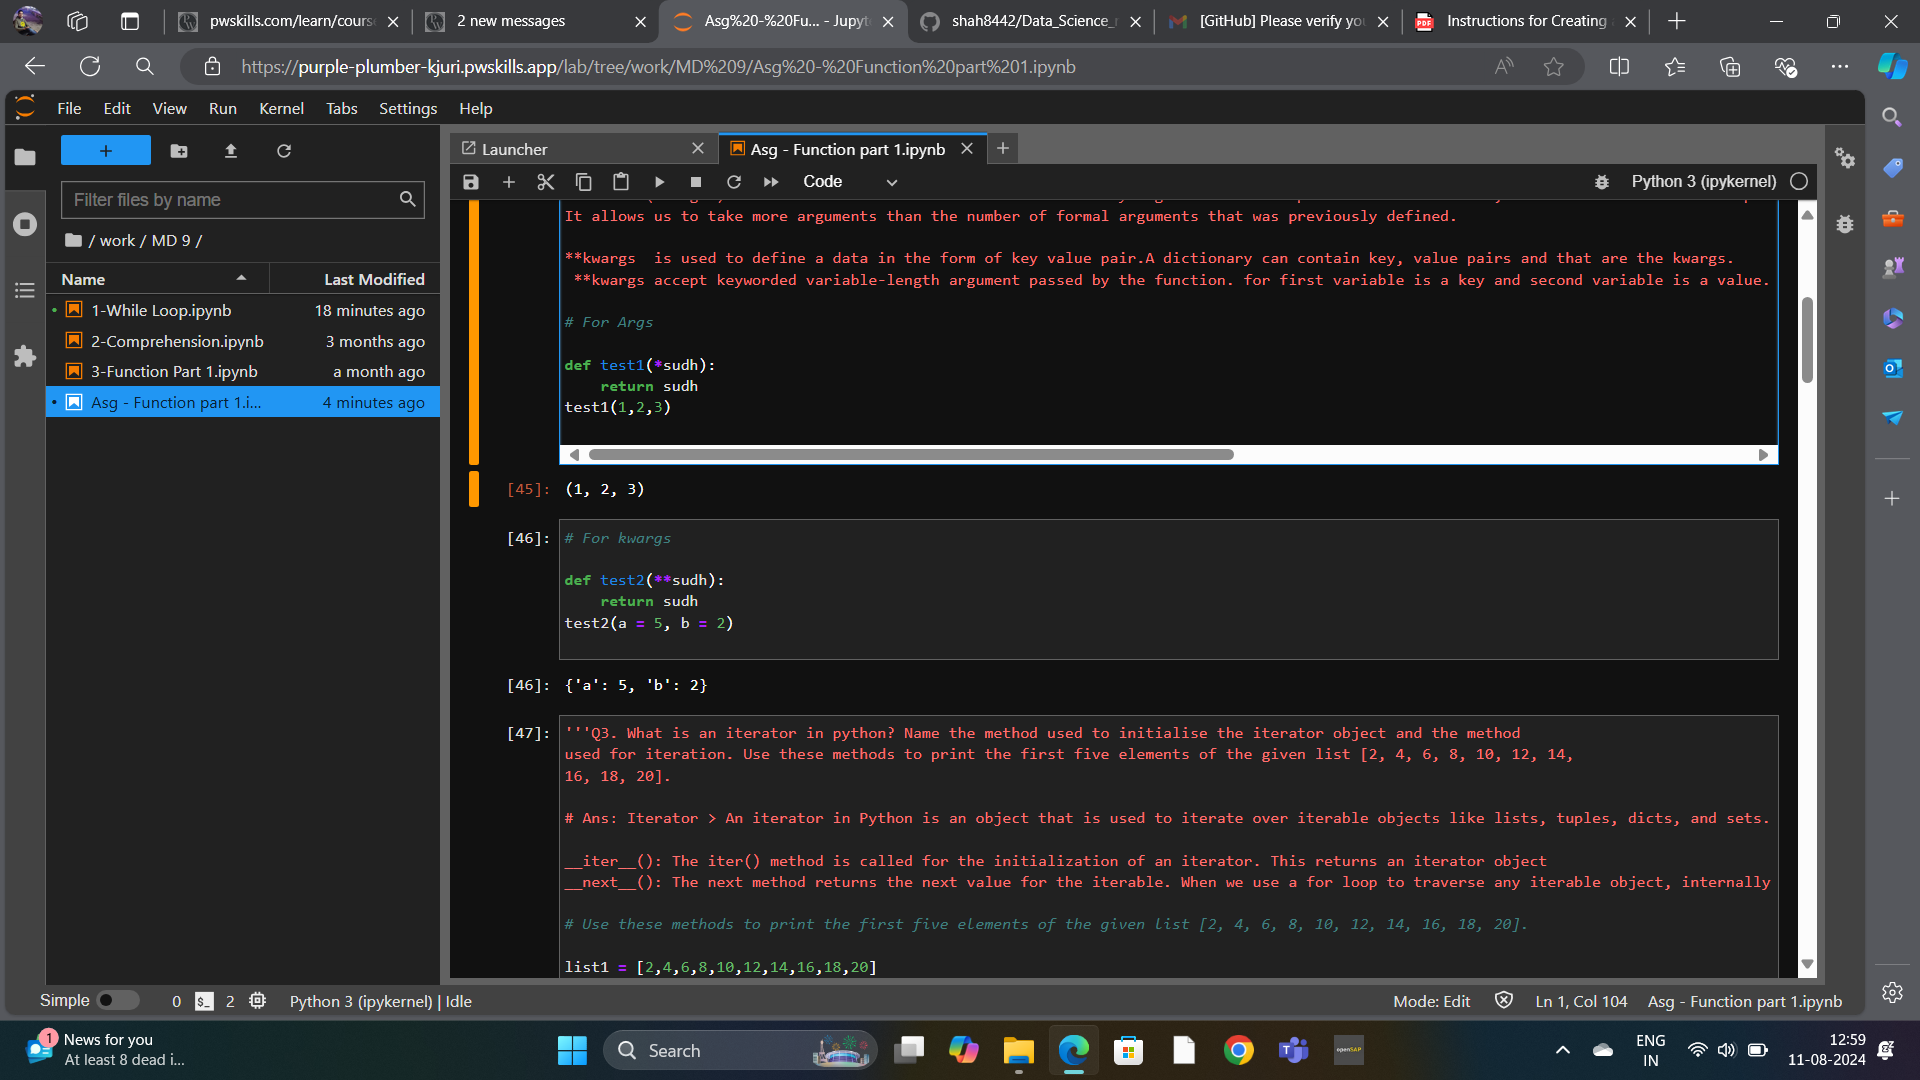 pwskills.com/learn/course
2 new messages
Asg%20-%20Fu... - Jupyte
shah8442/Data_Science_
[GitHub] Please verify yo
Instructions for Creating
https://purple-plumber-kjuri.pwskills.app/lab/tree/work/MD%209/Asg%20-%20Function%20part%201.ipynb
File Edit View Run Kernel Tabs Settings Help
Filter files by name
/ work / MD 9 /
Name Last Modified
1-While Loop.ipynb 18 minutes ago
2-Comprehension.ipynb 3 months ago
3-Function Part 1.ipynb a month ago
Asg - Function part 1.i... 4 minutes ago
Launcher
Asg - Function part 1.ipynb
Code
Python 3 (ipykernel)
It allows us to take more arguments than the number of formal arguments that was previously defined.
**kwargs  is used to define a data in the form of key value pair.A dictionary can contain key, value pairs and that are the kwargs.
**kwargs accept keyworded variable-length argument passed by the function. for first variable is a key and second variable is a value.
# For Args
def test1(*sudh):
    return sudh
test1(1,2,3)
[45]: (1, 2, 3)
[46]: # For kwargs
def test2(**sudh):
    return sudh
test2(a = 5, b = 2)
[46]: {'a': 5, 'b': 2}
[47]: '''Q3. What is an iterator in python? Name the method used to initialise the iterator object and the method
used for iteration. Use these methods to print the first five elements of the given list [2, 4, 6, 8, 10, 12, 14,
16, 18, 20].
# Ans: Iterator > An iterator in Python is an object that is used to iterate over iterable objects like lists, tuples, dicts, and sets.
__iter__(): The iter() method is called for the initialization of an iterator. This returns an iterator object
__next__(): The next method returns the next value for the iterable. When we use a for loop to traverse any iterable object, internally
# Use these methods to print the first five elements of the given list [2, 4, 6, 8, 10, 12, 14, 16, 18, 20].
list1 = [2,4,6,8,10,12,14,16,18,20]
Simple 0 $_ 2 Python 3 (ipykernel) | Idle
Mode: Edit Ln 1, Col 104 Asg - Function part 1.ipynb
1 News for you
At least 8 dead i...
Search
openSAP
ENG
IN
12:59
11-08-2024